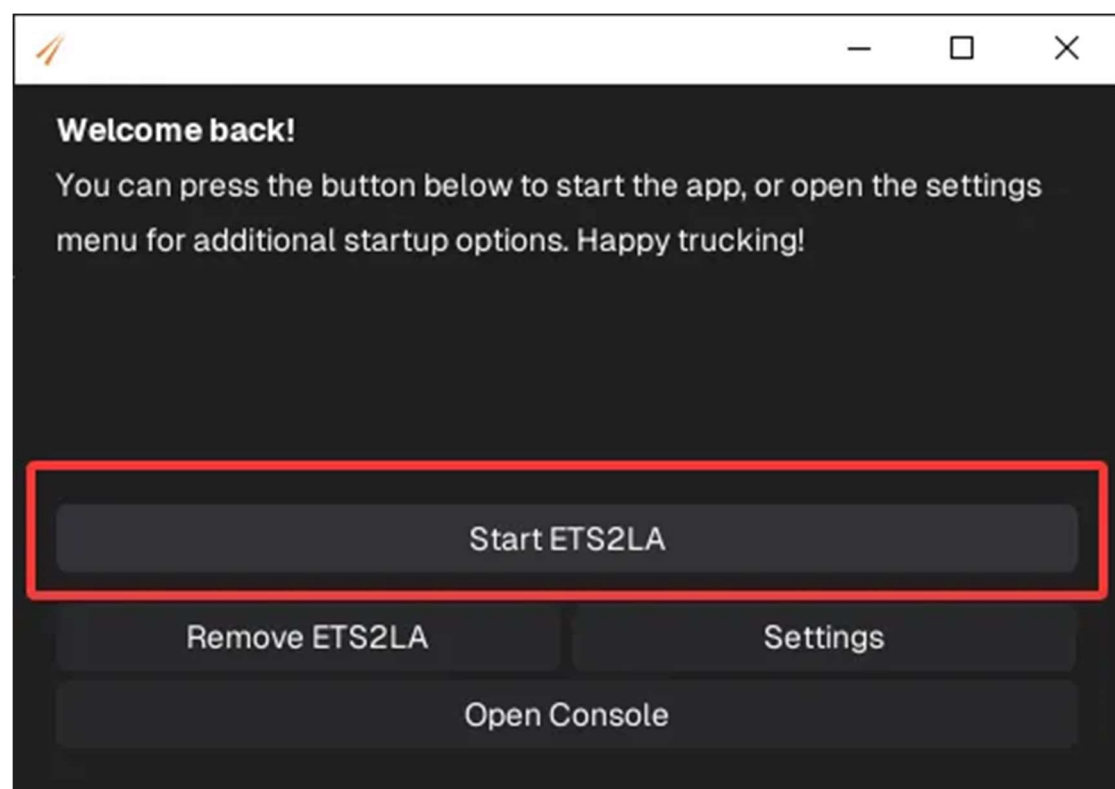 Welcome back!
You can press the button below to start the app, or open the settings
menu for additional startup options. Happy trucking!
Start ETS2LA
Remove ETS2LA
Settings
Open Console